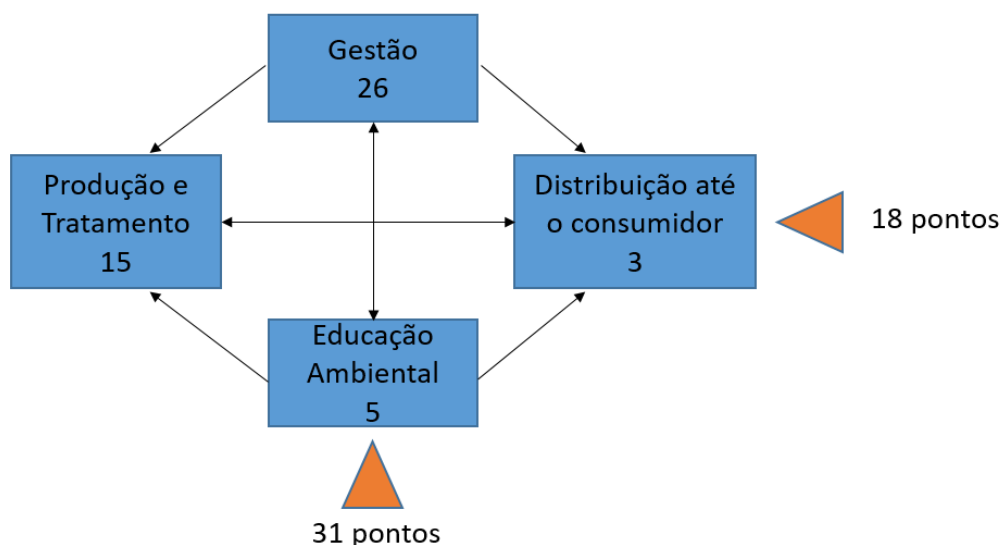 Gestão
26
Produção e
Tratamento
15
Distribuição até
o consumidor
3
18 pontos
Educação
Ambiental
5
31 pontos